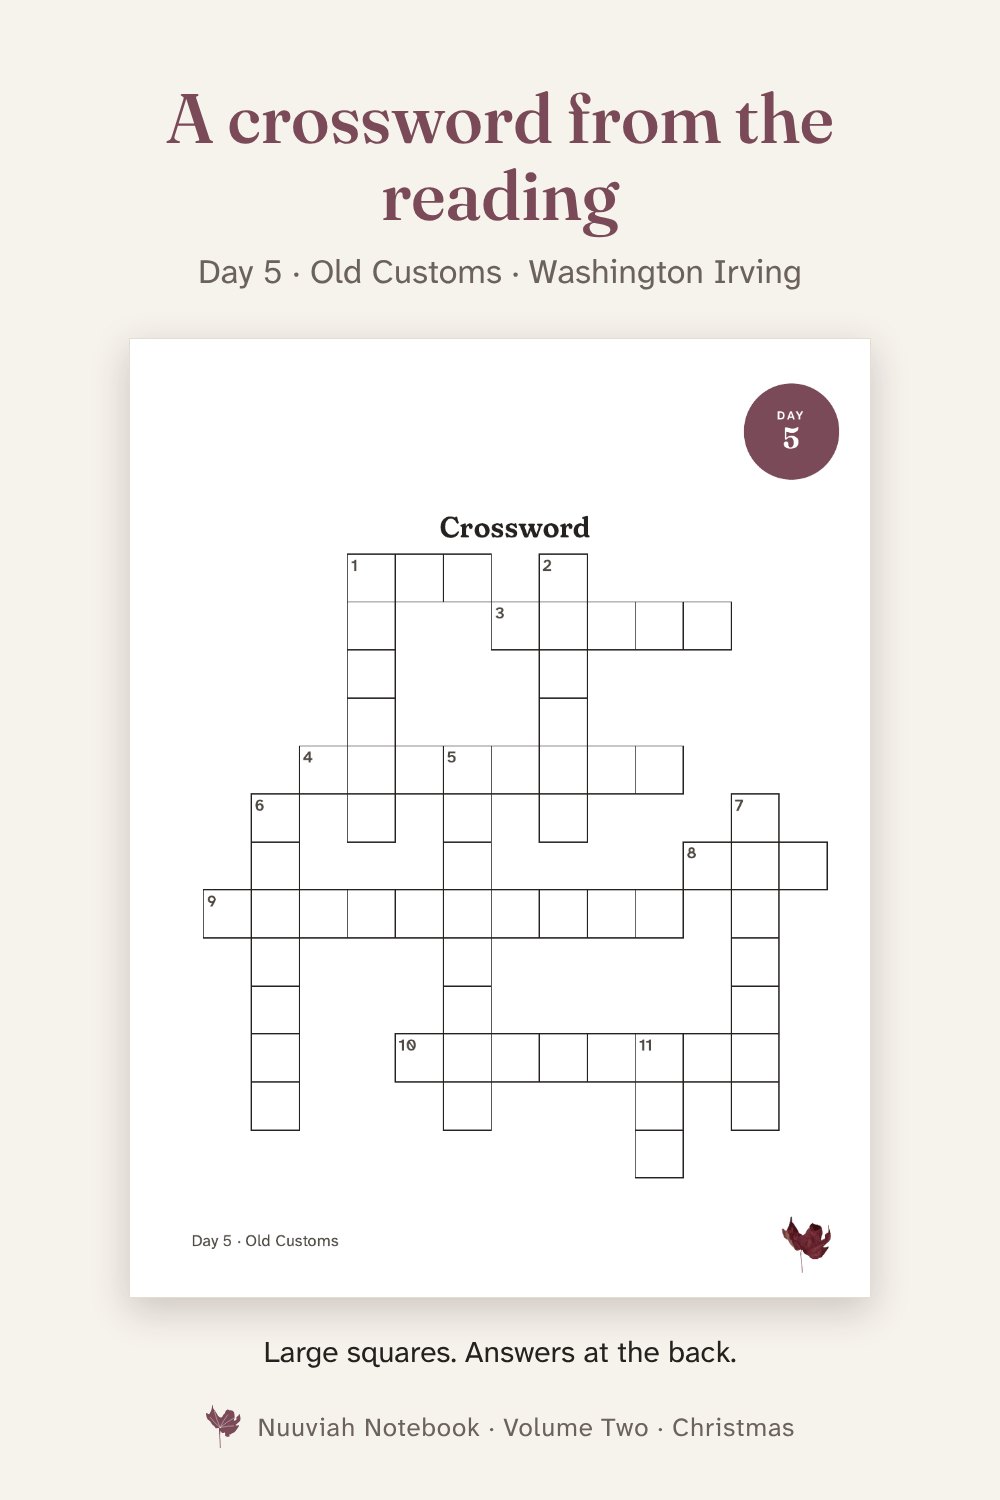 A crossword from the
reading
Day 5 · Old Customs · Washington Irving
DAY
5
Crossword
1
2
3
4
5
6
7
8
9
10
11
Day 5 · Old Customs
Large squares. Answers at the back.
Nuuviah Notebook · Volume Two · Christmas